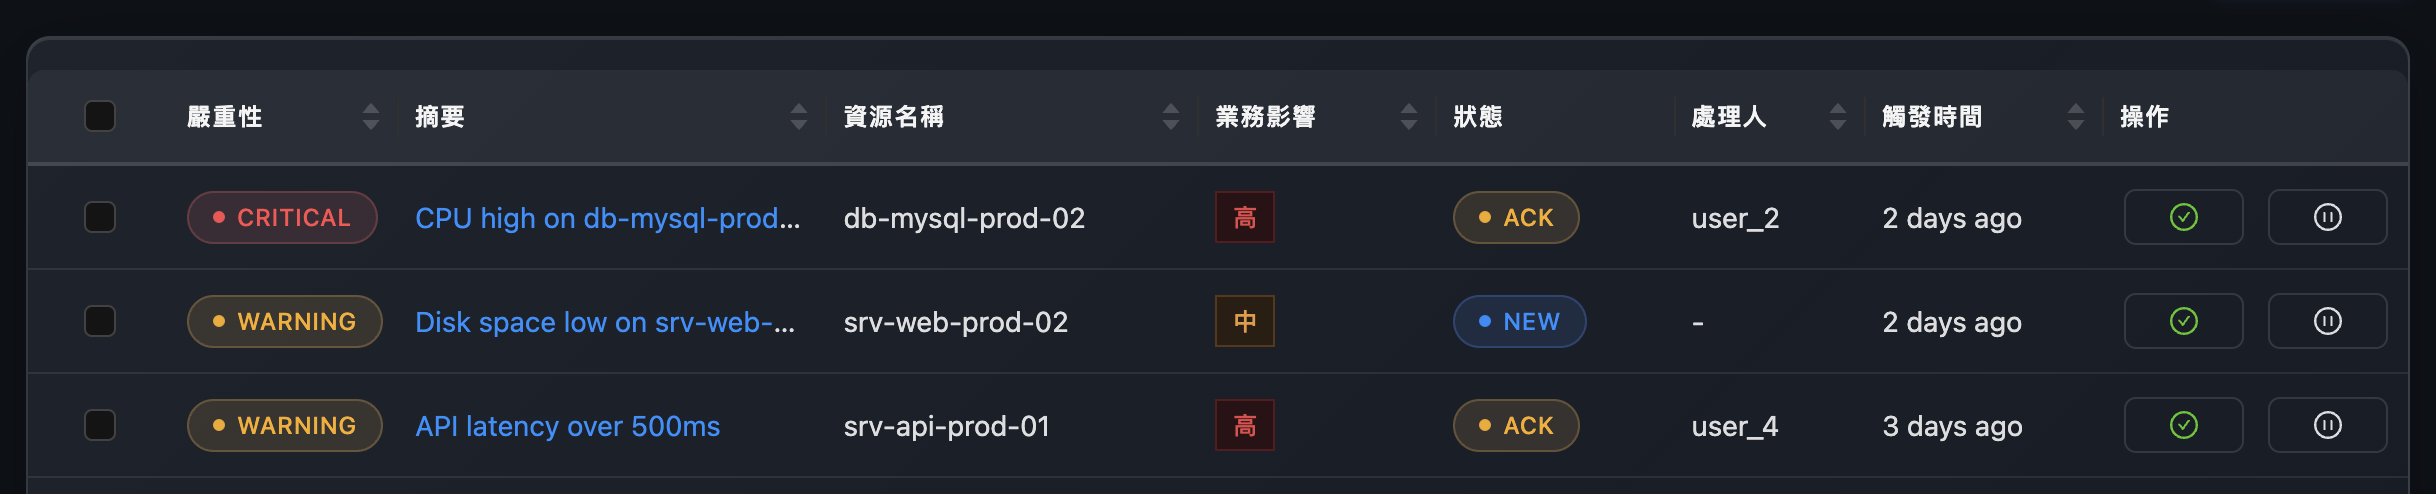 嚴重性 摘要 資源名稱 業務影響 狀態 處理人 觸發時間 操作
CRITICAL CPU high on db-mysql-prod... db-mysql-prod-02 高 ACK user_2 2 days ago
WARNING Disk space low on srv-web-... srv-web-prod-02 中 NEW - 2 days ago
WARNING API latency over 500ms srv-api-prod-01 高 ACK user_4 3 days ago